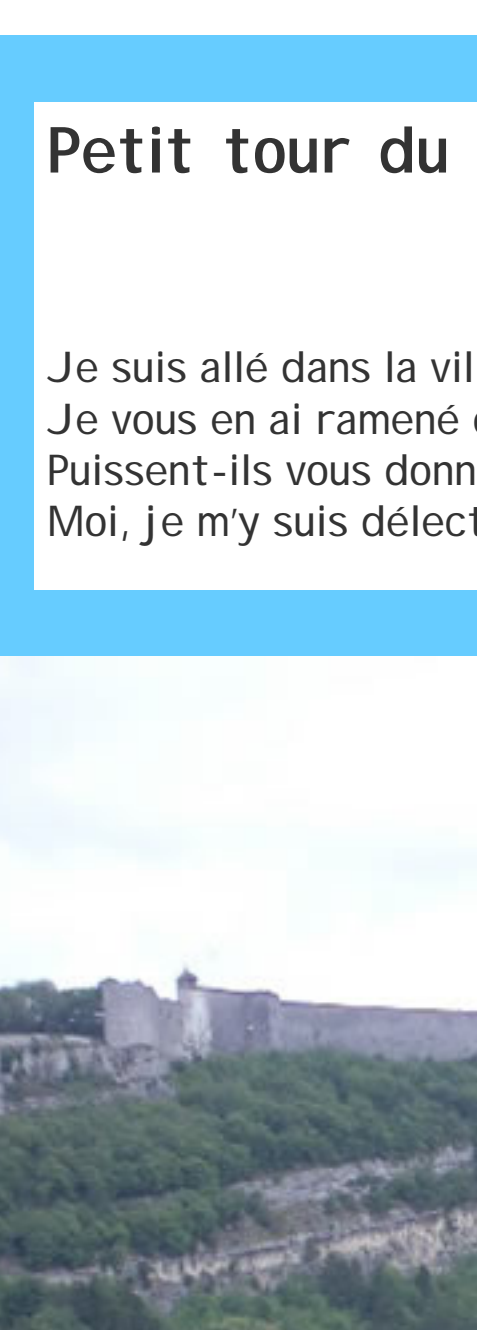 Petit tour du
Je suis allé dans la vil
Je vous en ai ramené
Puissent-ils vous donn
Moi, je m'y suis délect